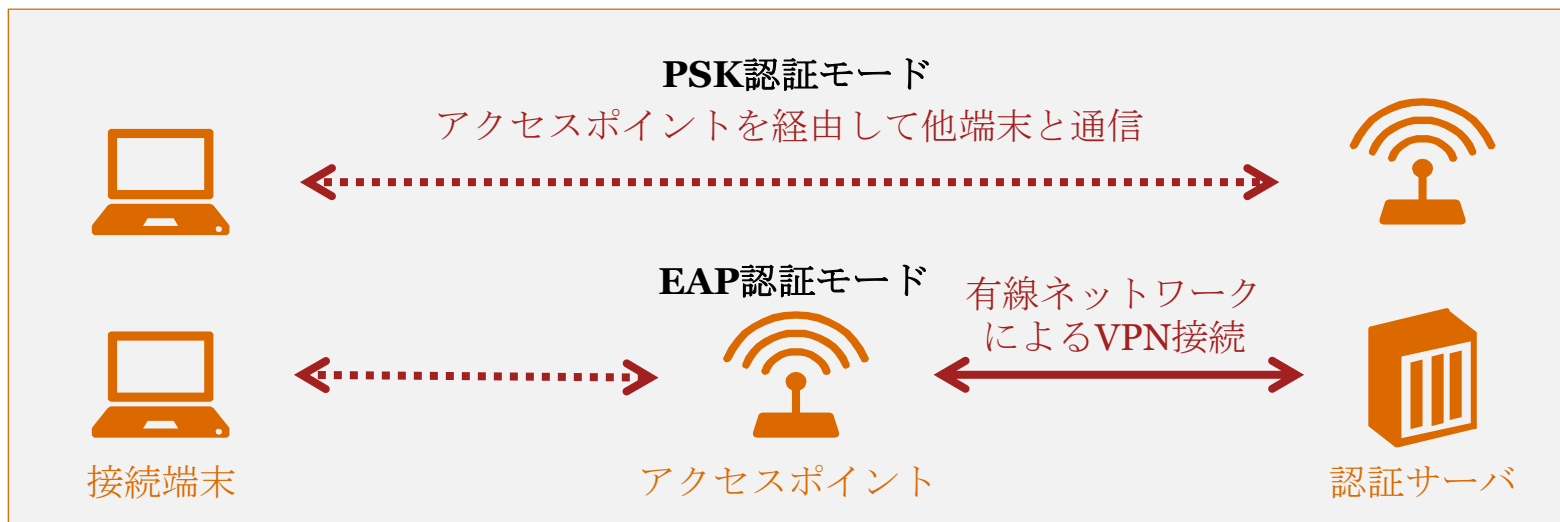 PSK認証モード
アクセスポイントを経由して他端末と通信
EAP認証モード
有線ネットワーク
によるVPN接続
接続端末
アクセスポイント
認証サーバ